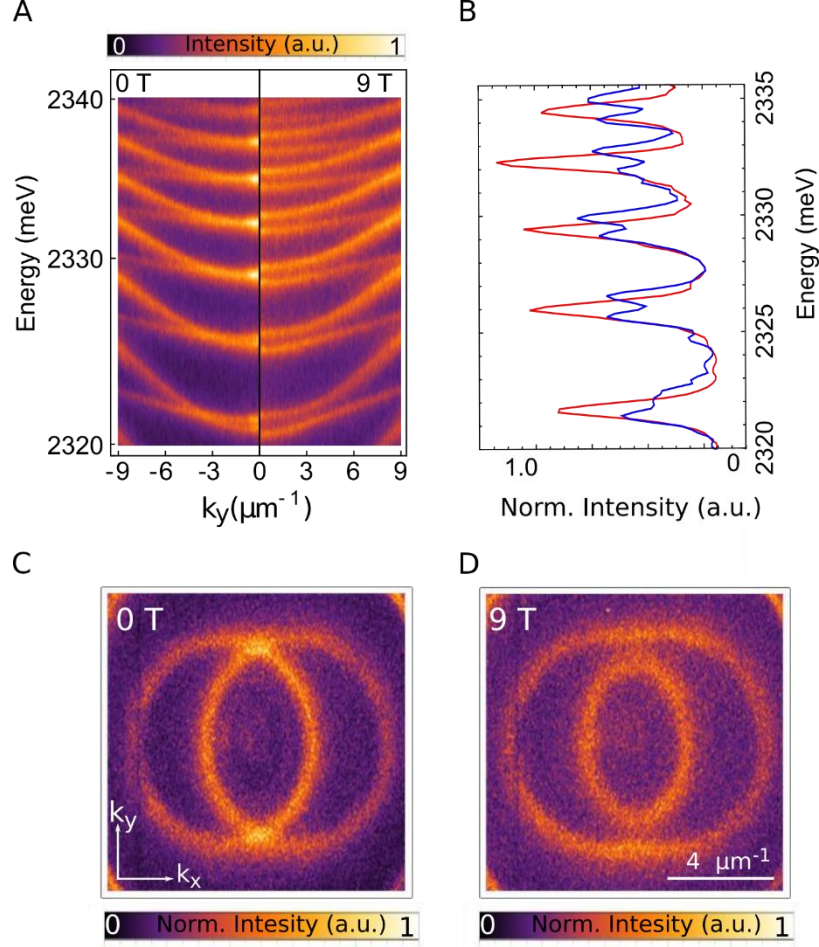 A
0 Intensity (a.u.) 1
0 T 9 T
2340
2330
2320
Energy (meV)
-9 -6 -3 0 3 6 9
ky(μm-1)
B
2335
2330
2325
2320
Energy (meV)
1.0 0
Norm. Intensity (a.u.)
C
0 T
ky
kx
0 Norm. Intesity (a.u.) 1
D
9 T
4 μm-1
0 Norm. Intesity (a.u.) 1